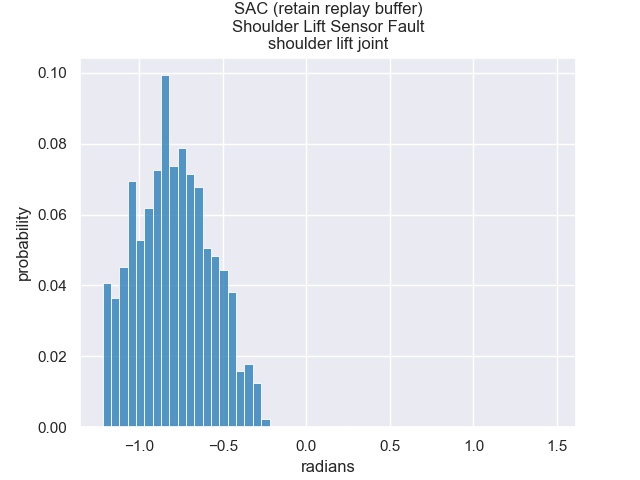 SAC (retain replay buffer)
Shoulder Lift Sensor Fault
shoulder lift joint
0.10
0.08
0.06
0.04
0.02
0.00
probability
−1.0 −0.5 0.0 0.5 1.0 1.5
radians